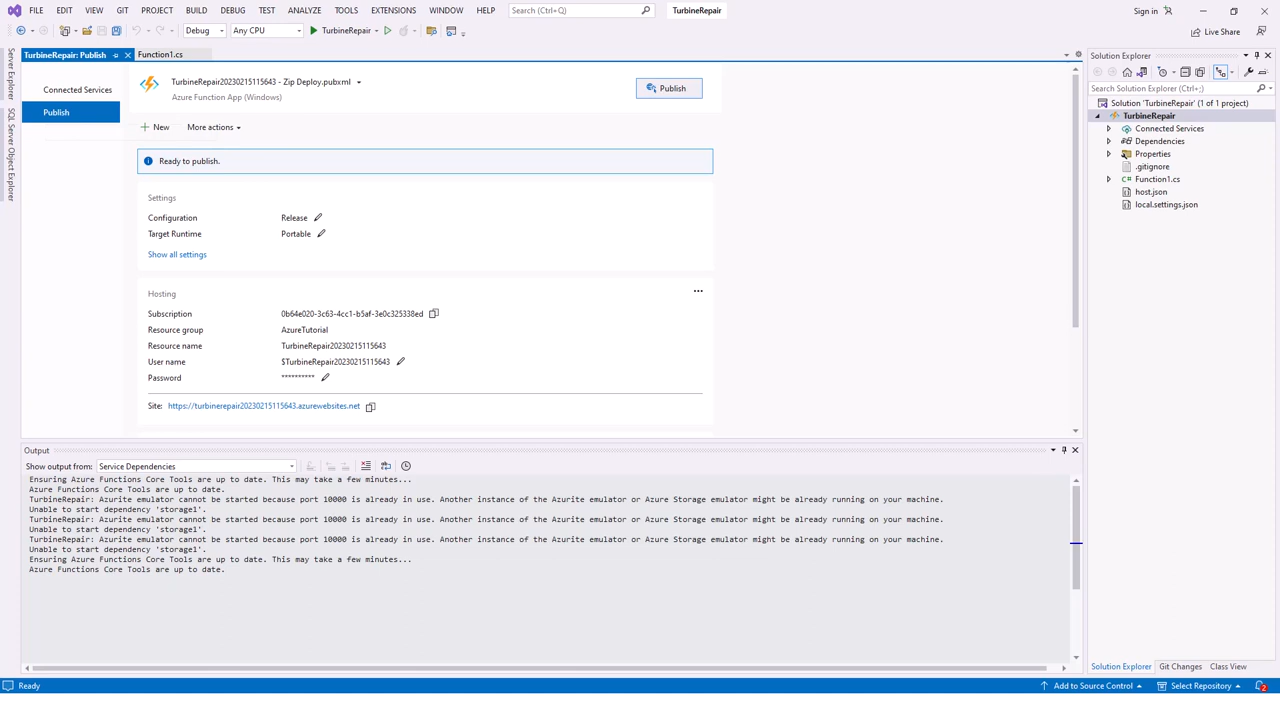 FILE EDIT VIEW GIT PROJECT BUILD DEBUG TEST ANALYZE TOOLS EXTENSIONS WINDOW HELP Search (Ctrl+Q) TurbineRepair Sign in
Debug Any CPU TurbineRepair Live Share
TurbineRepair: Publish Function1.cs
Server Explorer
SQL Server Object Explorer
Connected Services
Publish
TurbineRepair20230215115643 - Zip Deploy.pubxml
Azure Function App (Windows)
Publish
New More actions
Ready to publish.
Settings
Configuration Release
Target Runtime Portable
Show all settings
Hosting
Subscription 0b64e020-3c63-4cc1-b5af-3e0c325338ed
Resource group AzureTutorial
Resource name TurbineRepair20230215115643
User name $TurbineRepair20230215115643
Password **********
Site: https://turbinerepair20230215115643.azurewebsites.net
Output
Show output from: Service Dependencies
Ensuring Azure Functions Core Tools are up to date. This may take a few minutes...
Azure Functions Core Tools are up to date.
TurbineRepair: Azurite emulator cannot be started because port 10000 is already in use. Another instance of the Azurite emulator or Azure Storage emulator might be already running on your machine.
Unable to start dependency 'storage1'.
TurbineRepair: Azurite emulator cannot be started because port 10000 is already in use. Another instance of the Azurite emulator or Azure Storage emulator might be already running on your machine.
Unable to start dependency 'storage1'.
TurbineRepair: Azurite emulator cannot be started because port 10000 is already in use. Another instance of the Azurite emulator or Azure Storage emulator might be already running on your machine.
Unable to start dependency 'storage1'.
Ensuring Azure Functions Core Tools are up to date. This may take a few minutes...
Azure Functions Core Tools are up to date.
Solution Explorer
Search Solution Explorer (Ctrl+;)
Solution 'TurbineRepair' (1 of 1 project)
TurbineRepair
Connected Services
Dependencies
Properties
.gitignore
C# Function1.cs
host.json
local.settings.json
Solution Explorer Git Changes Class View
Ready Add to Source Control Select Repository 2